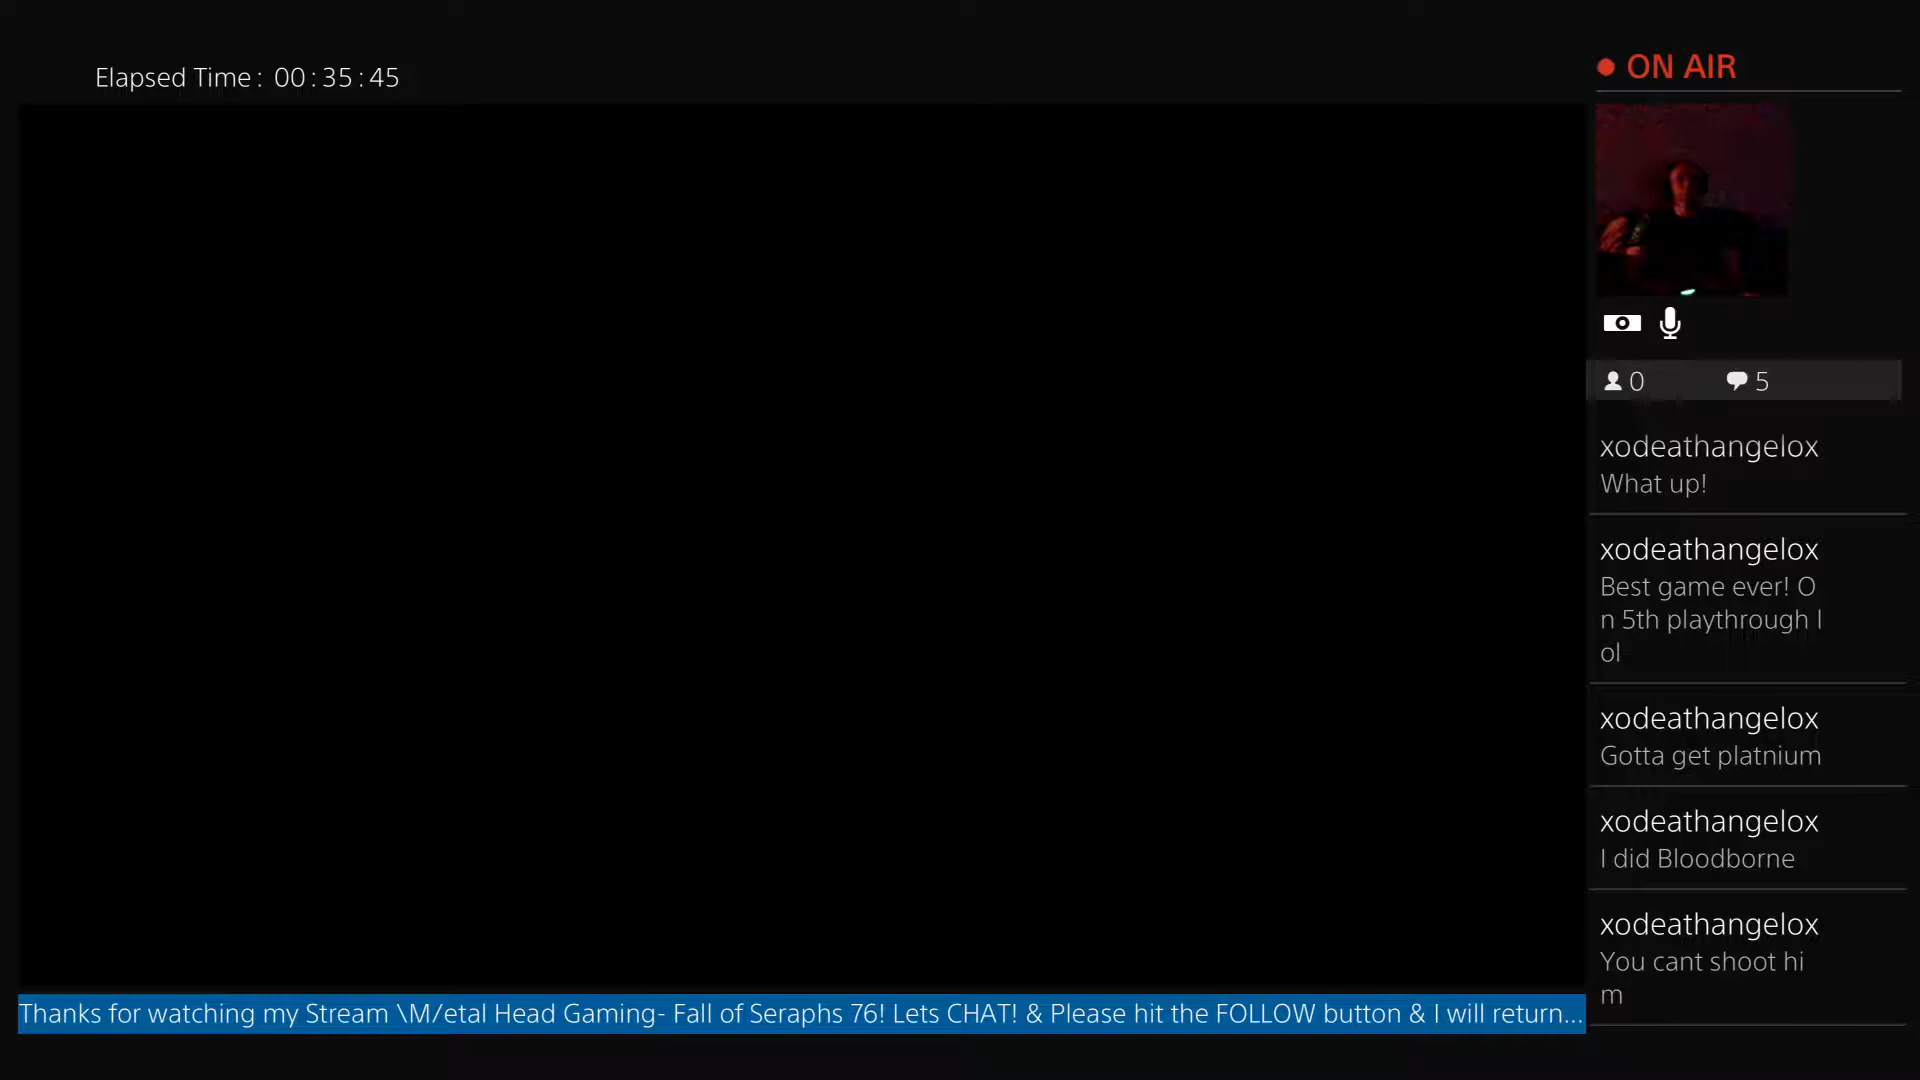 Elapsed Time: 00:35:45
ON AIR
0 5
xodeathangelox
What up!
xodeathangelox
Best game ever! O
n 5th playthrough l
ol
xodeathangelox
Gotta get platnium
xodeathangelox
I did Bloodborne
xodeathangelox
You cant shoot hi
m
Thanks for watching my Stream \M/etal Head Gaming- Fall of Seraphs 76! Lets CHAT! & Please hit the FOLLOW button & I will return...